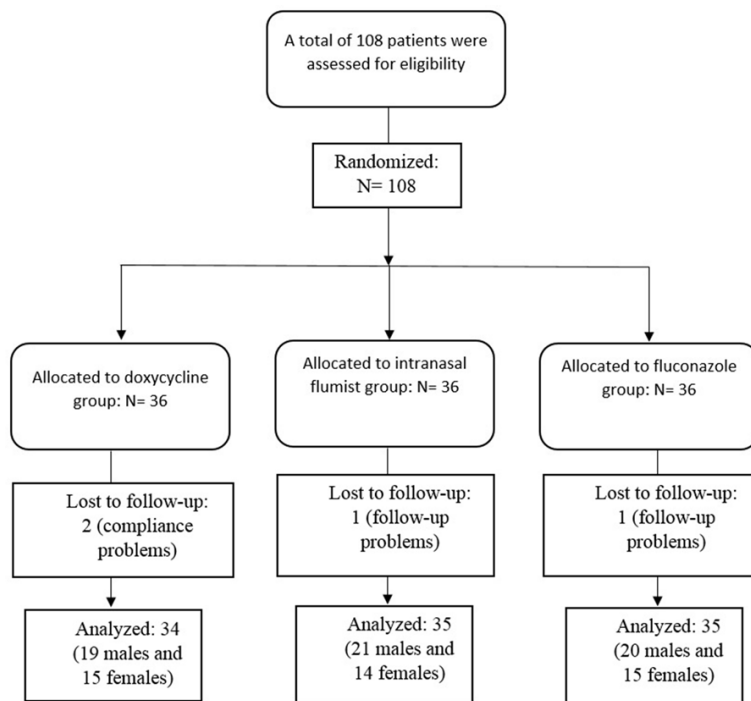 A total of 108 patients were
assessed for eligibility
Randomized:
N= 108
Allocated to doxycycline
group: N= 36
Allocated to intranasal
flumist group: N= 36
Allocated to fluconazole
group: N= 36
Lost to follow-up:
2 (compliance
problems)
Lost to follow-up:
1 (follow-up
problems)
Lost to follow-up:
1 (follow-up
problems)
Analyzed: 34
(19 males and
15 females)
Analyzed: 35
(21 males and
14 females)
Analyzed: 35
(20 males and
15 females)